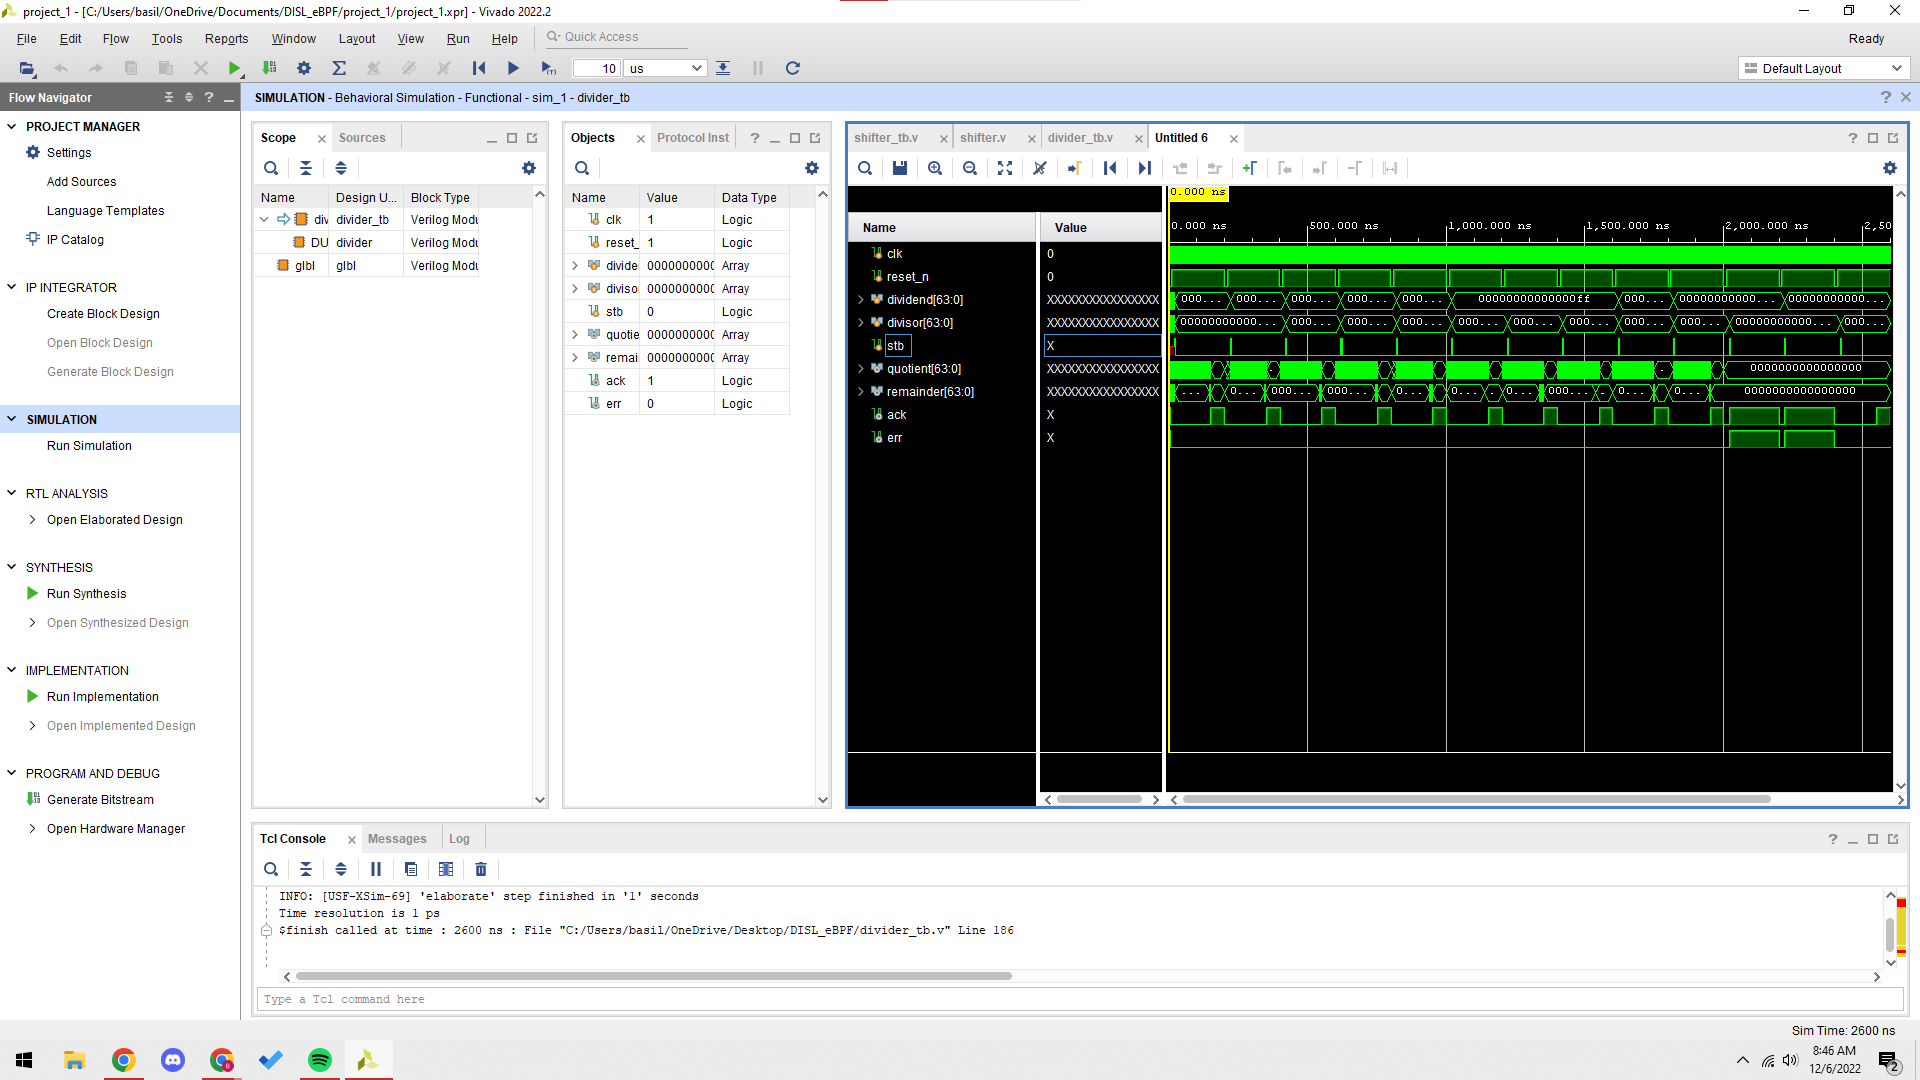 project_1 - [C:/Users/basil/OneDrive/Documents/DISL_eBPF/project_1/project_1.xpr] - Vivado 2022.2
File Edit Flow Tools Reports Window Layout View Run Help Quick Access
Ready
10 us
Default Layout
Flow Navigator
SIMULATION - Behavioral Simulation - Functional - sim_1 - divider_tb
PROJECT MANAGER
Settings
Add Sources
Language Templates
IP Catalog
IP INTEGRATOR
Create Block Design
Open Block Design
Generate Block Design
SIMULATION
Run Simulation
RTL ANALYSIS
Open Elaborated Design
SYNTHESIS
Run Synthesis
Open Synthesized Design
IMPLEMENTATION
Run Implementation
Open Implemented Design
PROGRAM AND DEBUG
Generate Bitstream
Open Hardware Manager
Scope Sources
Name Design U... Block Type
div divider_tb Verilog Modu
DU divider Verilog Modu
glbl glbl Verilog Modu
Objects Protocol Inst
Name Value Data Type
clk 1 Logic
reset_ 1 Logic
divide 0000000000 Array
diviso 0000000000 Array
stb 0 Logic
quotie 0000000000 Array
remai 0000000000 Array
ack 1 Logic
err 0 Logic
shifter_tb.v shifter.v divider_tb.v Untitled 6
0.000 ns
Name Value
0.000 ns 500.000 ns 1,000.000 ns 1,500.000 ns 2,000.000 ns 2,50
clk 0
reset_n 0
dividend[63:0] XXXXXXXXXXXXXXXX 000... 000... 000... 000... 000... 00000000000000ff 000... 00000000000... 00000000000...
divisor[63:0] XXXXXXXXXXXXXXXX 00000000000... 000... 000... 000... 000... 000... 000... 000... 000... 00000000000... 000...
stb X
quotient[63:0] XXXXXXXXXXXXXXXX 0000000000000000
remainder[63:0] XXXXXXXXXXXXXXXX ... 0... 000... 000... 0... 0... 0... 000... 0... 0... 0000000000000000
ack X
err X
Tcl Console Messages Log
INFO: [USF-XSim-69] 'elaborate' step finished in '1' seconds
Time resolution is 1 ps
$finish called at time : 2600 ns : File "C:/Users/basil/OneDrive/Desktop/DISL_eBPF/divider_tb.v" Line 186
Type a Tcl command here
Sim Time: 2600 ns
8:46 AM
12/6/2022
2